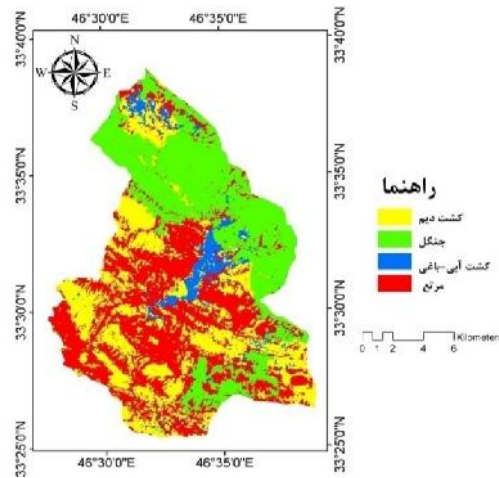 46°30'0"E 46°35'0"E
33°40'0"N 33°40'0"N
N
W E
S
33°35'0"N 33°35'0"N
راهنما
کشت دیم
جنگل
کشت آبی-باغی
مرتع
33°30'0"N 33°30'0"N
0 1 2 4 6 Kilometers
33°25'0"N 33°25'0"N
46°30'0"E 46°35'0"E